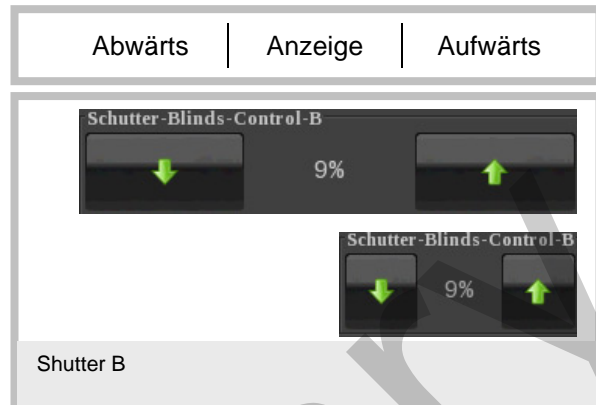 Abwärts Anzeige Aufwärts
Schutter-Blinds-Control-B
9%
Schutter-Blinds-Control-B
9%
Shutter B